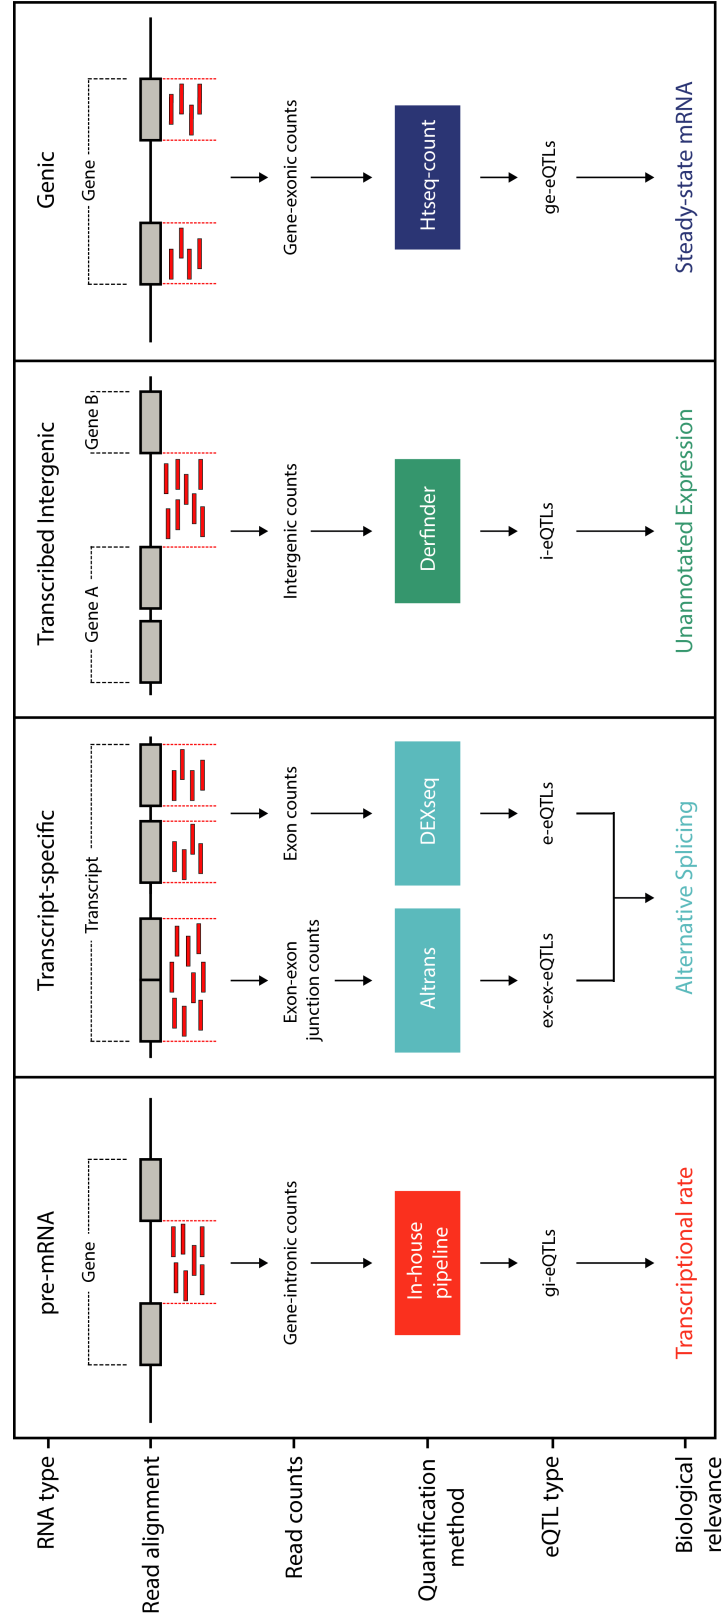 RNA type
pre-mRNA
Transcript-specific
Transcribed Intergenic
Genic
Read alignment
Gene
Transcript
Gene A
Gene B
Gene
Read counts
Gene-intronic counts
Exon-exon
junction counts
Exon counts
Intergenic counts
Gene-exonic counts
Quantification
method
In-house
pipeline
Altrans
DEXseq
Derfinder
Htseq-count
eQTL type
gi-eQTLs
ex-ex-eQTLs
e-eQTLs
i-eQTLs
ge-eQTLs
Biological
relevance
Transcriptional rate
Alternative Splicing
Unannotated Expression
Steady-state mRNA